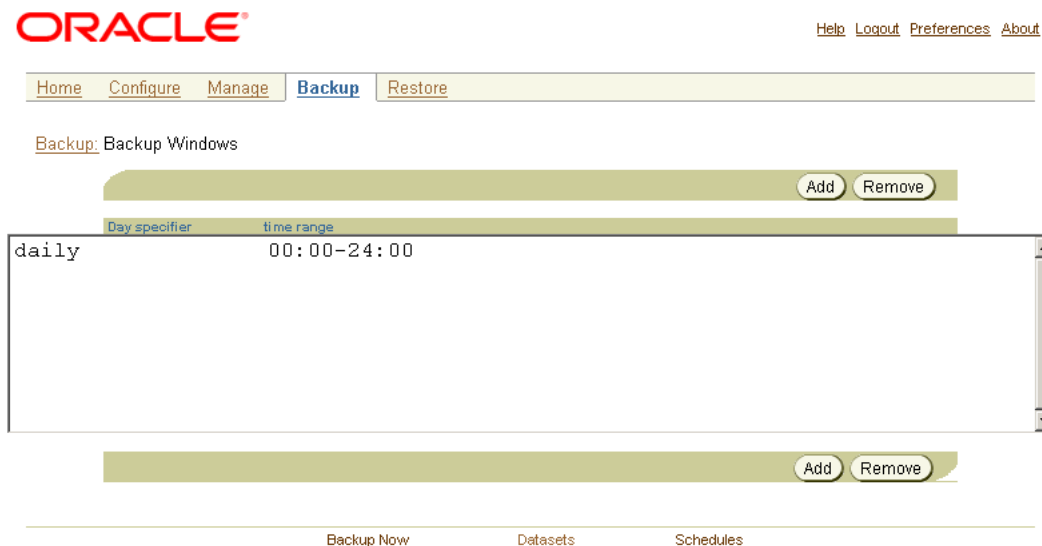 ORACLE®
Help Logout Preferences About
Home Configure Manage Backup Restore
Backup: Backup Windows
Add Remove
Day specifier time range
daily 00:00-24:00
Add Remove
Backup Now Datasets Schedules